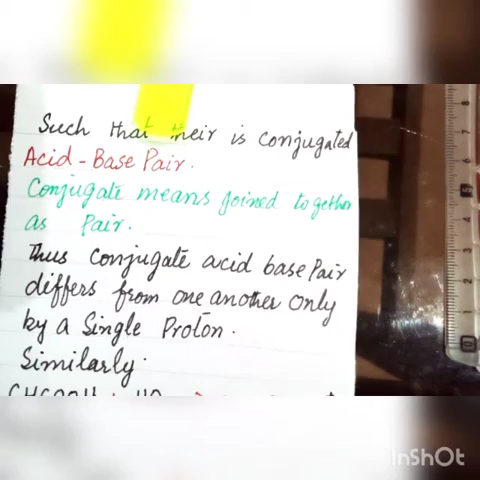 Such that their is conjugated
Acid - Base Pair.
Conjugate means joined together
as Pair.
Thus conjugate acid base Pair
differs from one another only
by a Single Proton.
Similarly.
InShOt